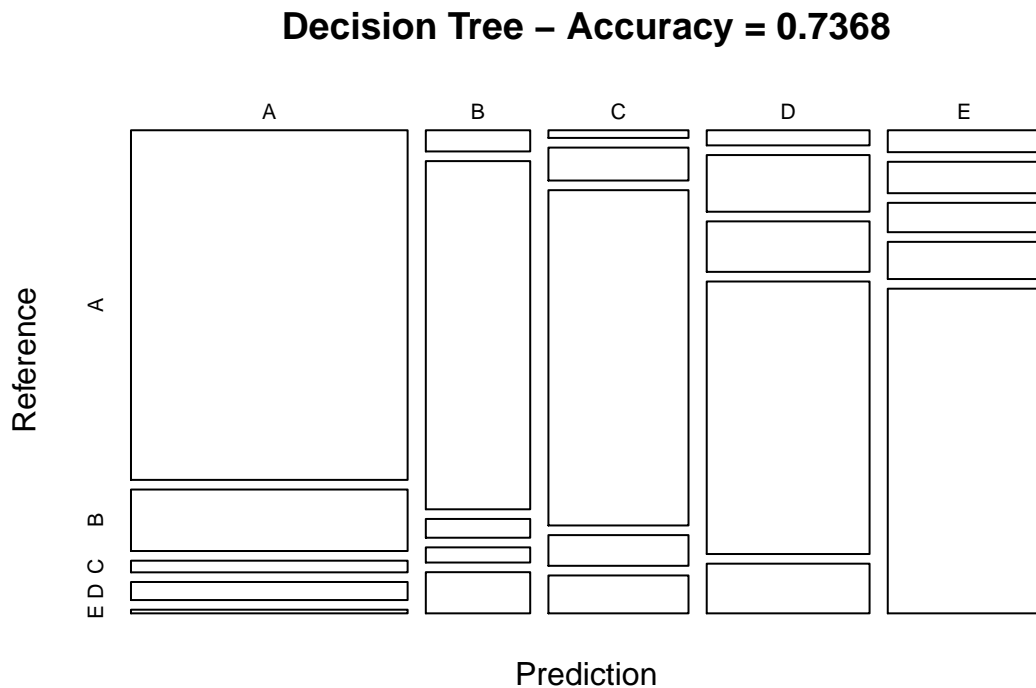 Decision Tree – Accuracy = 0.7368
A B C D E
Reference
A
B
C
D
E
Prediction